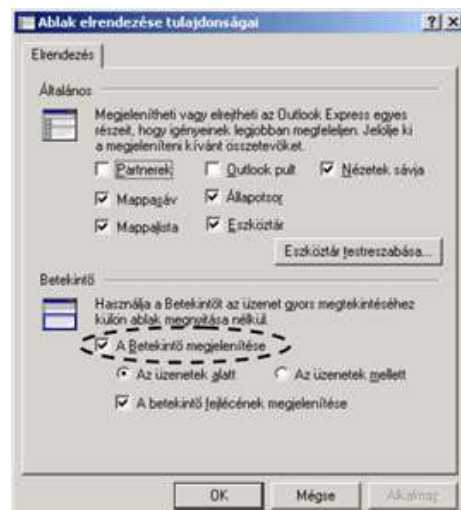 Ablak elrendezése tulajdonságai
Elrendezés
Általános
Megjelenítheti vagy elrejtheti az Outlook Express egyes
részeit, hogy igényeinek legjobban megfeleljen. Jelölje ki
a megjeleníteni kívánt összetevőket.
Partnerek Outlook pult Nézetek sávja
Mappasáv Állapotsor
Mappalista Eszköztár
Eszköztár testreszabása...
Betekintő
Használja a Betekintőt az üzenet gyors megtekintéséhez
külön ablak megnyitása nélkül.
A Betekintő megjelenítése
Az üzenetek alatt Az üzenetek mellett
A betekintő fejlécének megjelenítése
OK Mégse Alkalmaz